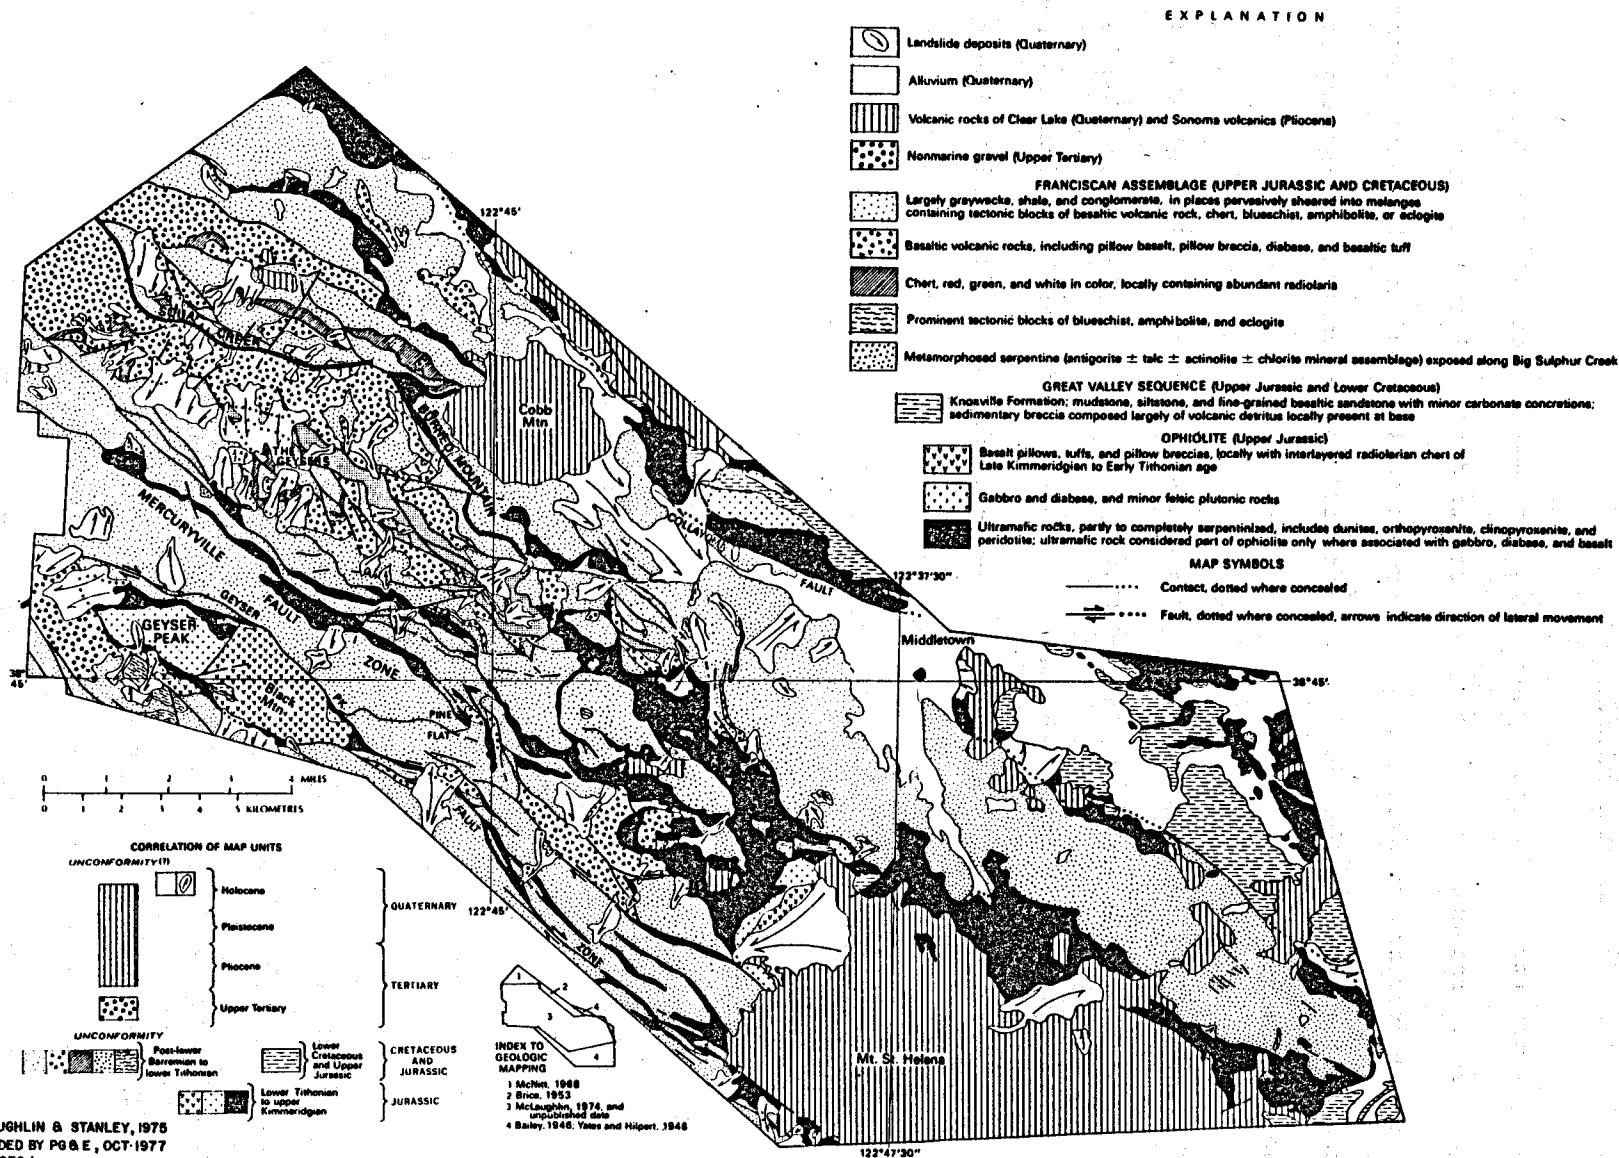 EXPLANATION
Landslide deposits (Quaternary)
Alluvium (Quaternary)
Volcanic rocks of Clear Lake (Quaternary) and Sonoma volcanics (Pliocene)
Nonmarine gravel (Upper Tertiary)
FRANCISCAN ASSEMBLAGE (UPPER JURASSIC AND CRETACEOUS)
Largely graywacke, shale, and conglomerate, in places pervasively sheared into melanges
containing tectonic blocks of basaltic volcanic rock, chert, blueschist, amphibolite, or eclogite
Basaltic volcanic rocks, including pillow basalt, pillow breccia, diabase, and basaltic tuff
Chert, red, green, and white in color, locally containing abundant radiolaria
Prominent tectonic blocks of blueschist, amphibolite, and eclogite
Metamorphosed serpentine (antigorite ± talc ± actinolite ± chlorite mineral assemblage) exposed along Big Sulphur Creek
GREAT VALLEY SEQUENCE (Upper Jurassic and Lower Cretaceous)
Knoxville Formation; mudstone, siltstone, and fine-grained basaltic sandstone with minor carbonate concretions;
sedimentary breccia composed largely of volcanic detritus locally present at base
OPHIOLITE (Upper Jurassic)
Basalt pillows, tuffs, and pillow breccias, locally with interlayered radiolarian chert of
Late Kimmeridgian to Early Tithonian age
Gabbro and diabase, and minor felsic plutonic rocks
Ultramafic rocks, partly to completely serpentinized, includes dunites, orthopyroxenite, clinopyroxenite, and
peridotite; ultramafic rock considered part of ophiolite only where associated with gabbro, diabase, and basalt
MAP SYMBOLS
Contact, dotted where concealed
Fault, dotted where concealed, arrows indicate direction of lateral movement
122°45'
SQUAW CREEK
Cobb
Mtn
BURNED MOUNTAIN
THE
GEYSERS
MERCURYVILLE
FAULT
ZONE
COLLAYOMI
FAULT
122°37'30"
Middletown
GEYSER
PK.
GEYSER
PEAK
Black
Mtn
38°
45'
38°45'
PINE
FLAT
FAULT
ZONE
122°45'
Mt. St. Helena
122°47'30"
0 1 2 3 4 MILES
0 1 2 3 4 5 KILOMETRES
CORRELATION OF MAP UNITS
UNCONFORMITY(?)
Holocene
Pleistocene
QUATERNARY
Pliocene
Upper Tertiary
TERTIARY
UNCONFORMITY
Post-lower
Barremian to
lower Tithonian
Lower
Cretaceous
and Upper
Jurassic
CRETACEOUS
AND
JURASSIC
Lower Tithonian
to upper
Kimmeridgian
JURASSIC
1
2
3
4
4
INDEX TO
GEOLOGIC
MAPPING
1 McNitt, 1968
2 Brice, 1953
3 McLaughlin, 1974, and
unpublished data
4 Bailey, 1946; Yates and Hilpert, 1946
UGHLIN & STANLEY, 1975
DED BY PG&E, OCT-1977